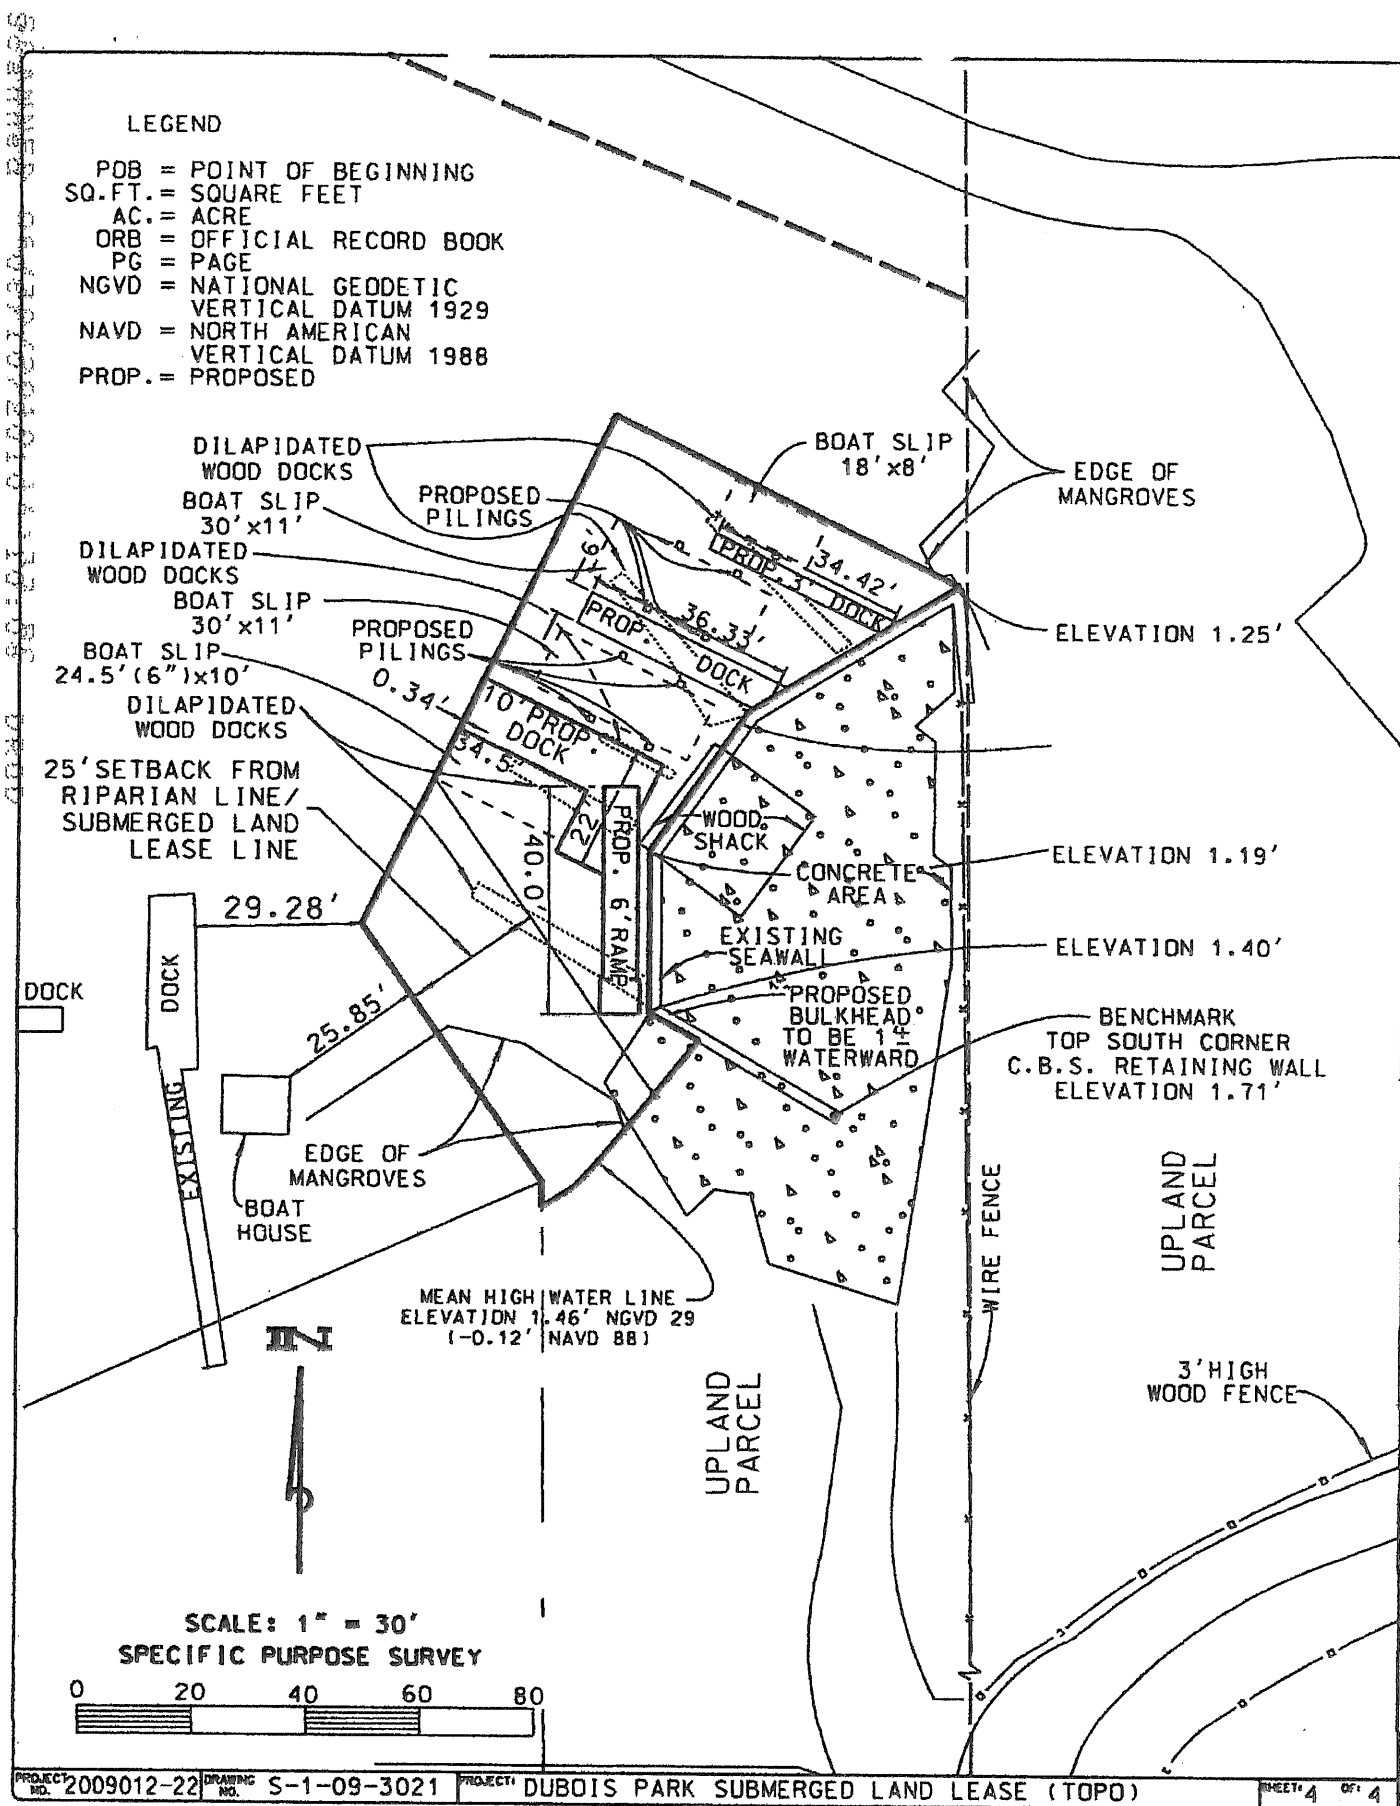 LEGEND
POB = POINT OF BEGINNING
SQ.FT.= SQUARE FEET
AC.= ACRE
ORB = OFFICIAL RECORD BOOK
PG = PAGE
NGVD = NATIONAL GEODETIC
VERTICAL DATUM 1929
NAVD = NORTH AMERICAN
VERTICAL DATUM 1988
PROP.= PROPOSED
DILAPIDATED
WOOD DOCKS
BOAT SLIP
30'x11'
DILAPIDATED
WOOD DOCKS
BOAT SLIP
30'x11'
BOAT SLIP
24.5'(6")x10'
DILAPIDATED
WOOD DOCKS
25'SETBACK FROM
RIPARIAN LINE/
SUBMERGED LAND
LEASE LINE
PROPOSED
PILINGS
PROPOSED
PILINGS
0.34'
BOAT SLIP
18'x8'
EDGE OF
MANGROVES
PROP. 3' DOCK
34.42'
6'
36.33'
PROP. DOCK
10'PROP.
DOCK
34.5'
22'
40.0'
PROP. 6'RAMP
WOOD
SHACK
CONCRETE
AREA
EXISTING
SEAWALL
PROPOSED
BULKHEAD
TO BE 1'±
WATERWARD
ELEVATION 1.25'
ELEVATION 1.19'
ELEVATION 1.40'
BENCHMARK
TOP SOUTH CORNER
C.B.S. RETAINING WALL
ELEVATION 1.71'
29.28'
25.85'
DOCK
DOCK
EXISTING
BOAT
HOUSE
EDGE OF
MANGROVES
MEAN HIGH WATER LINE
ELEVATION 1.46' NGVD 29
(-0.12' NAVD 88)
UPLAND
PARCEL
WIRE FENCE
UPLAND
PARCEL
3'HIGH
WOOD FENCE
N
SCALE: 1" = 30'
SPECIFIC PURPOSE SURVEY
0 20 40 60 80
PROJECT NO. 2009012-22 DRAWING NO. S-1-09-3021 PROJECT: DUBOIS PARK SUBMERGED LAND LEASE (TOPO) SHEET: 4 OF: 4